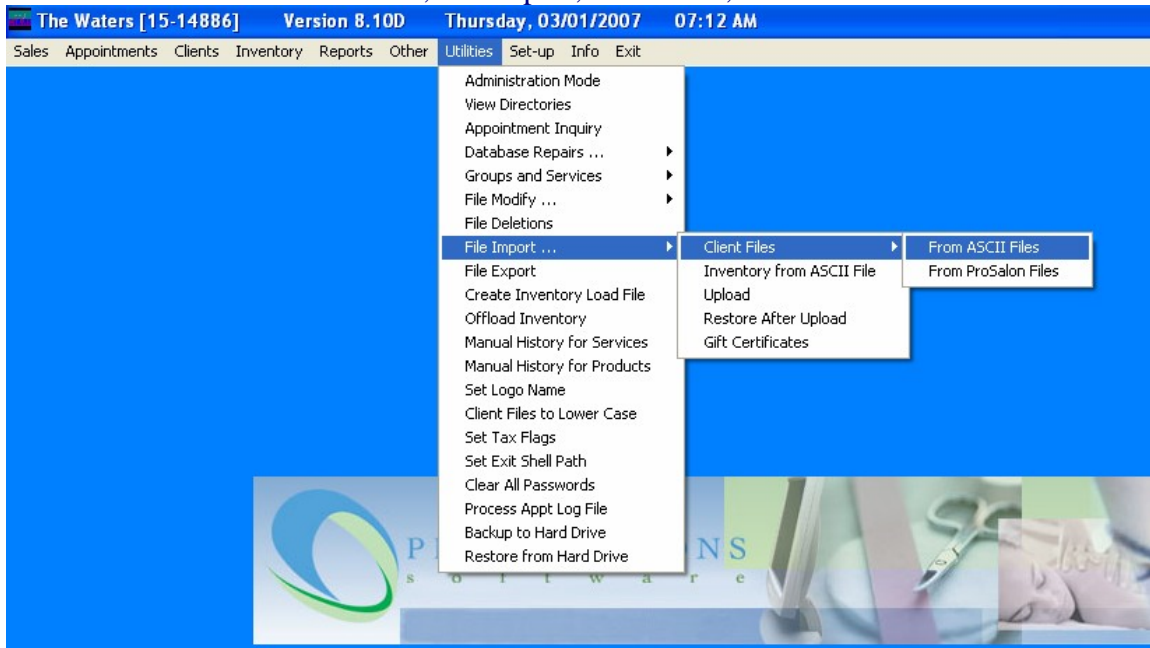 The Waters [15-14886] Version 8.10D Thursday, 03/01/2007 07:12 AM
Sales Appointments Clients Inventory Reports Other Utilities Set-up Info Exit
Administration Mode
View Directories
Appointment Inquiry
Database Repairs ...
Groups and Services
File Modify ...
File Deletions
File Import ...
File Export
Create Inventory Load File
Offload Inventory
Manual History for Services
Manual History for Products
Set Logo Name
Client Files to Lower Case
Set Tax Flags
Set Exit Shell Path
Clear All Passwords
Process Appt Log File
Backup to Hard Drive
Restore from Hard Drive
Client Files
Inventory from ASCII File
Upload
Restore After Upload
Gift Certificates
From ASCII Files
From ProSalon Files
P N S
s o f t w a r e